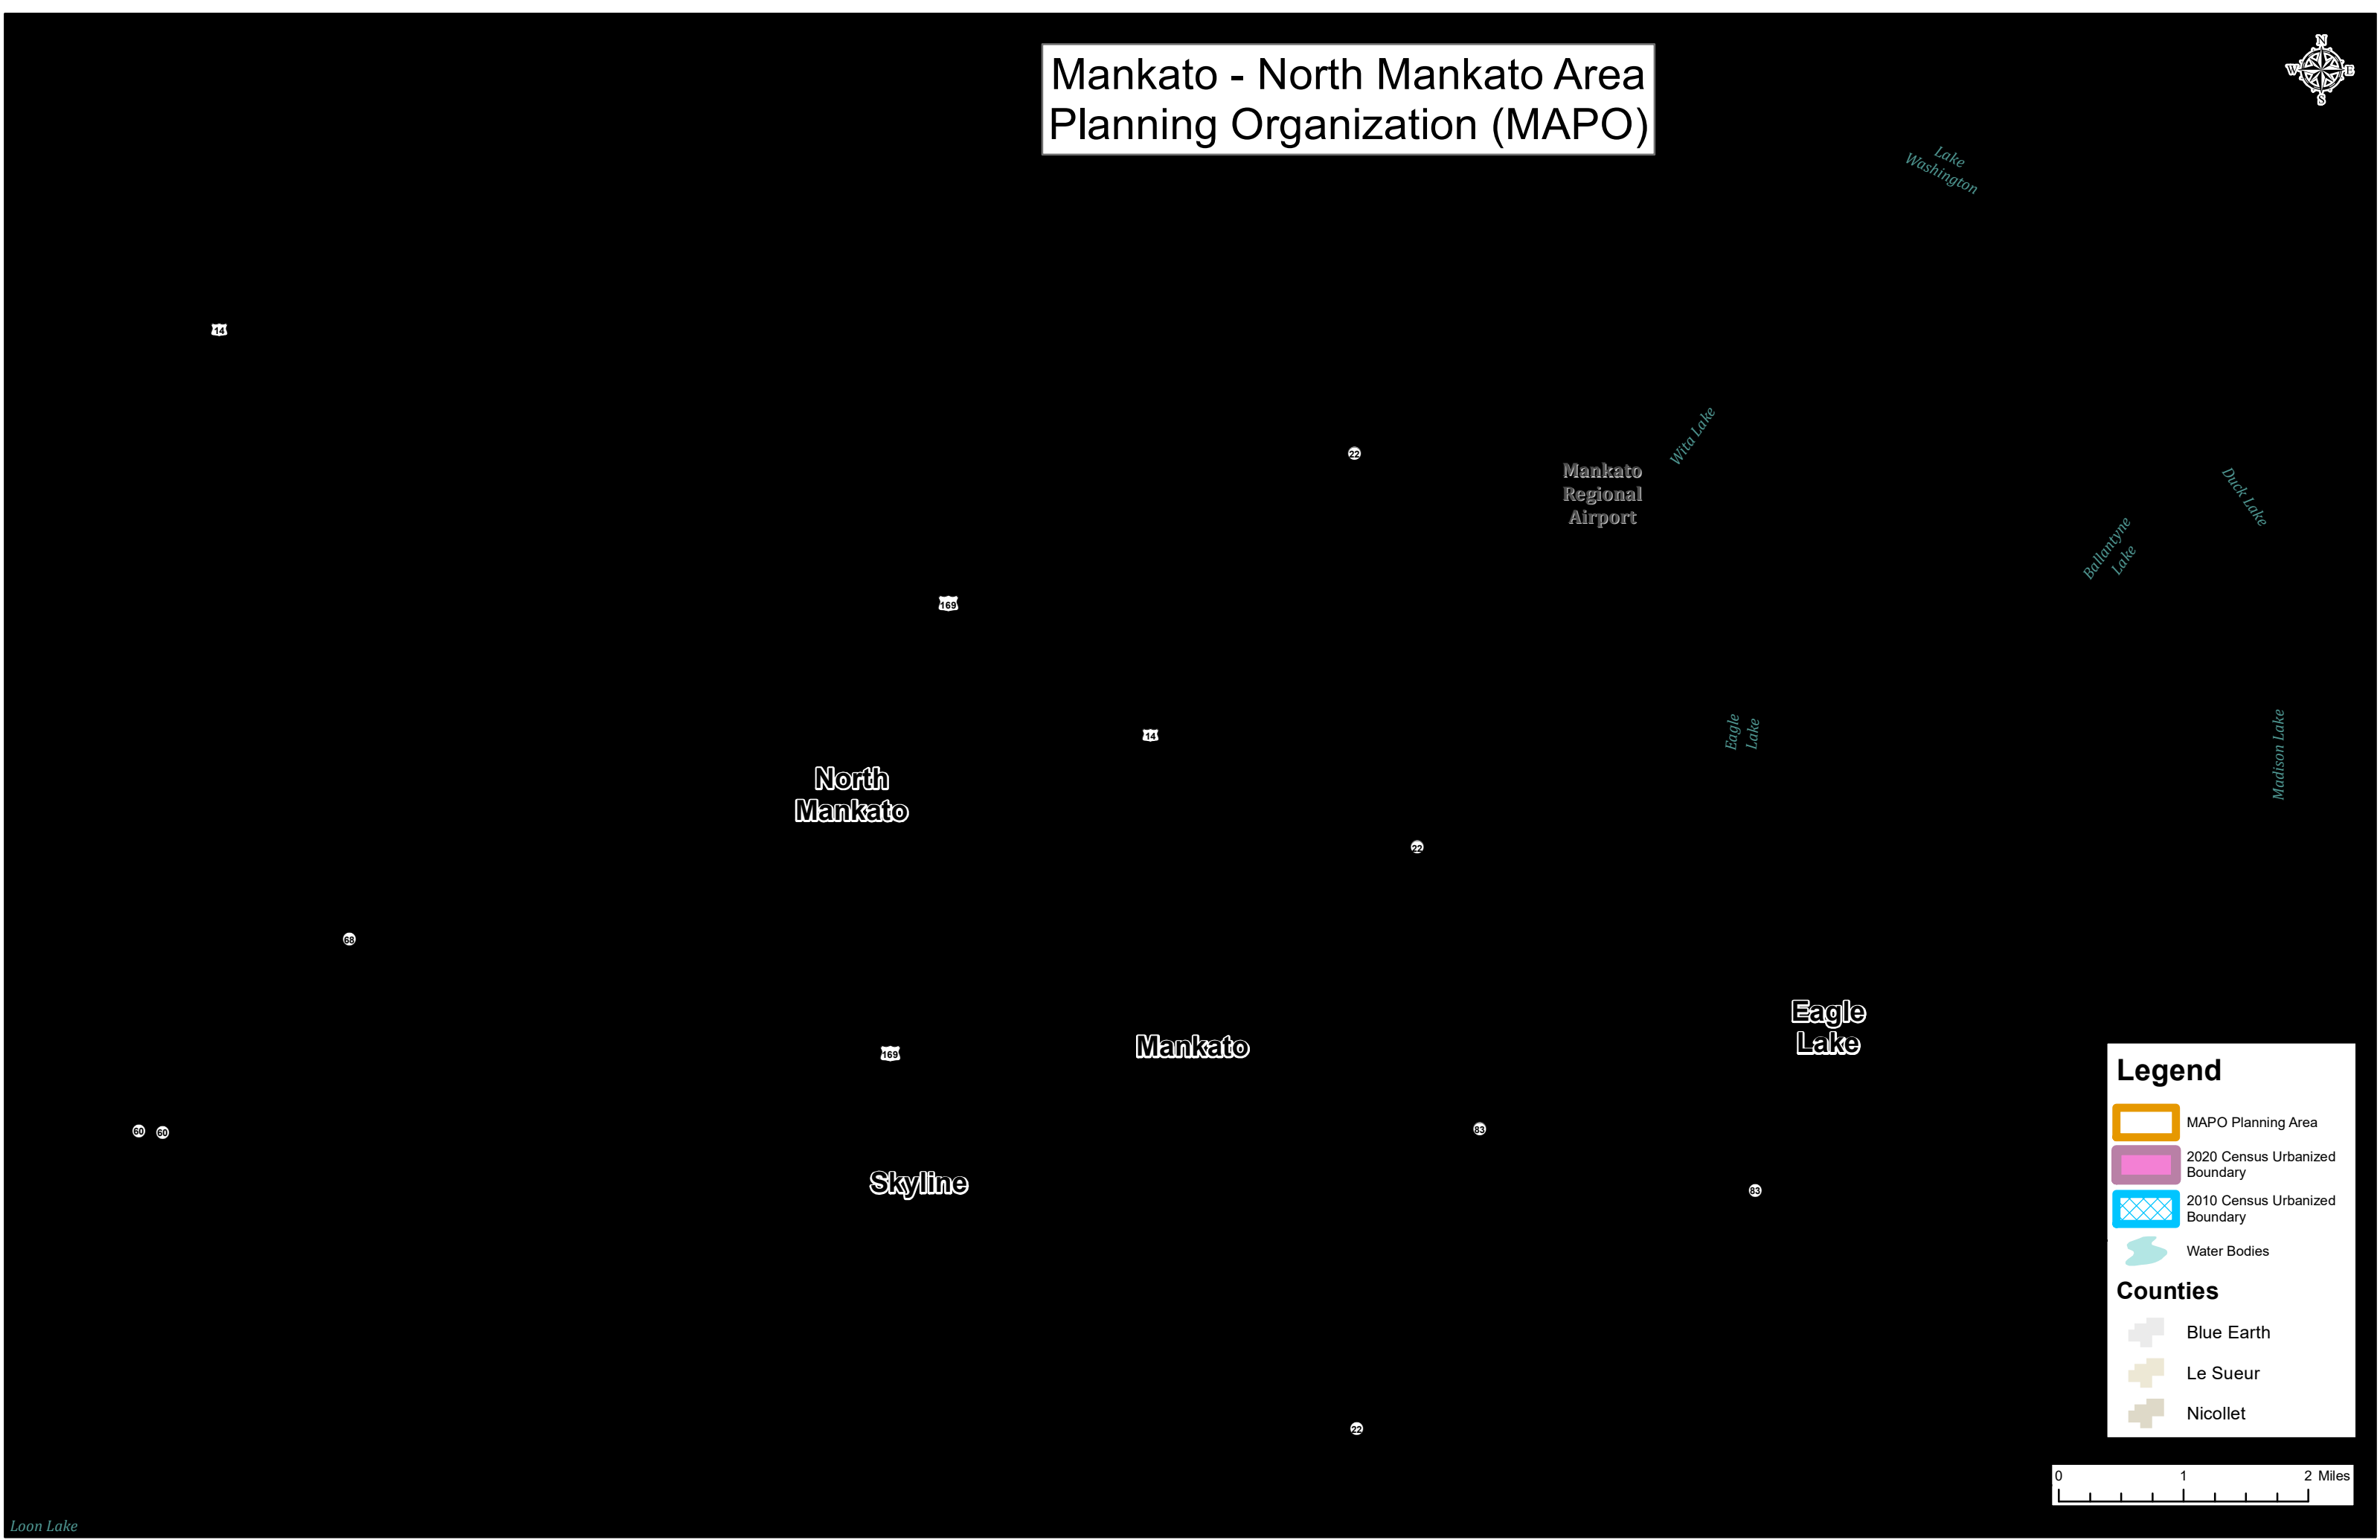 Mankato - North Mankato Area
Planning Organization (MAPO)
N
W
E
S
Lake
Washington
14
Wita Lake
22
Mankato
Regional
Airport
Duck Lake
Ballantyne
Lake
169
Eagle
Lake
Madison Lake
14
North
Mankato
22
68
Eagle
Lake
Mankato
169
60
60
83
Skyline
83
22
Legend
MAPO Planning Area
2020 Census Urbanized
Boundary
2010 Census Urbanized
Boundary
Water Bodies
Counties
Blue Earth
Le Sueur
Nicollet
0 1 2 Miles
Loon Lake